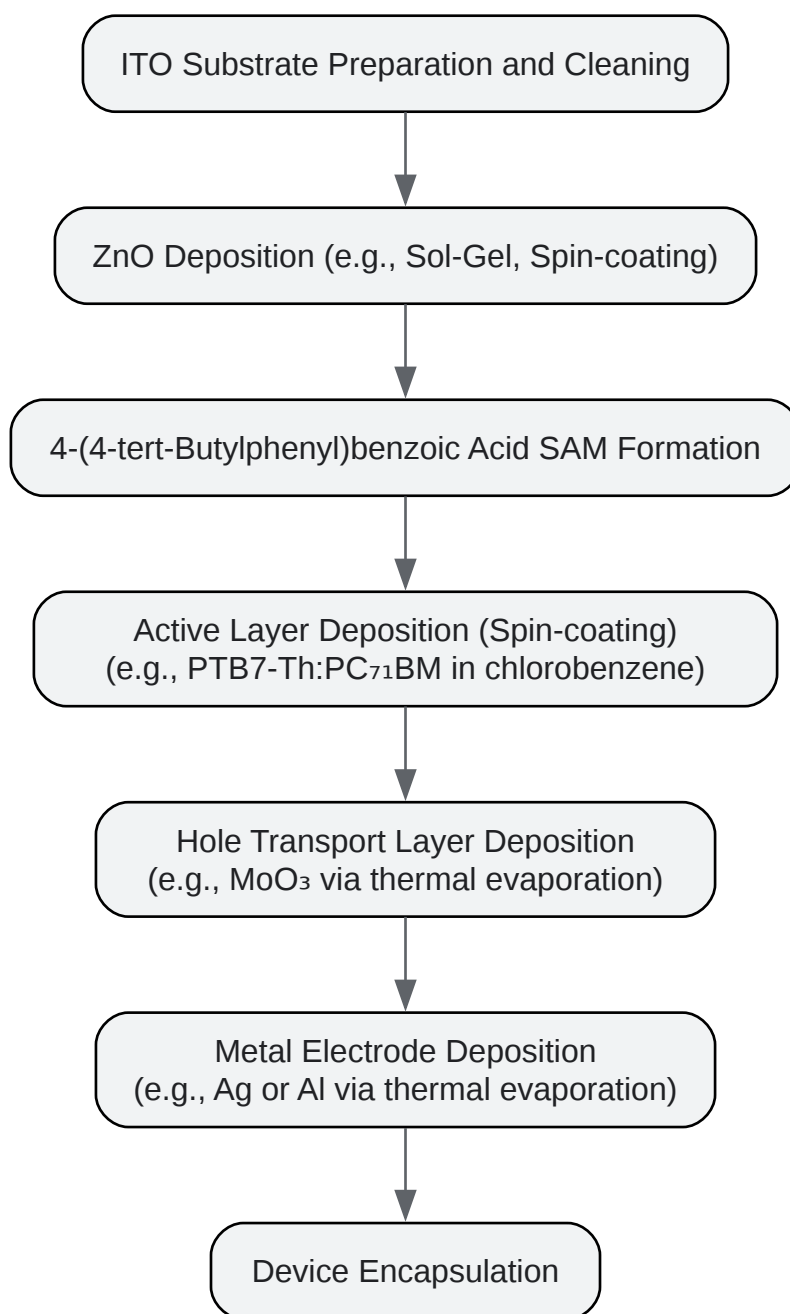 ITO Substrate Preparation and Cleaning
ZnO Deposition (e.g., Sol-Gel, Spin-coating)
4-(4-tert-Butylphenyl)benzoic Acid SAM Formation
Active Layer Deposition (Spin-coating)
(e.g., PTB7-Th:PC₇₁BM in chlorobenzene)
Hole Transport Layer Deposition
(e.g., MoO₃ via thermal evaporation)
Metal Electrode Deposition
(e.g., Ag or Al via thermal evaporation)
Device Encapsulation